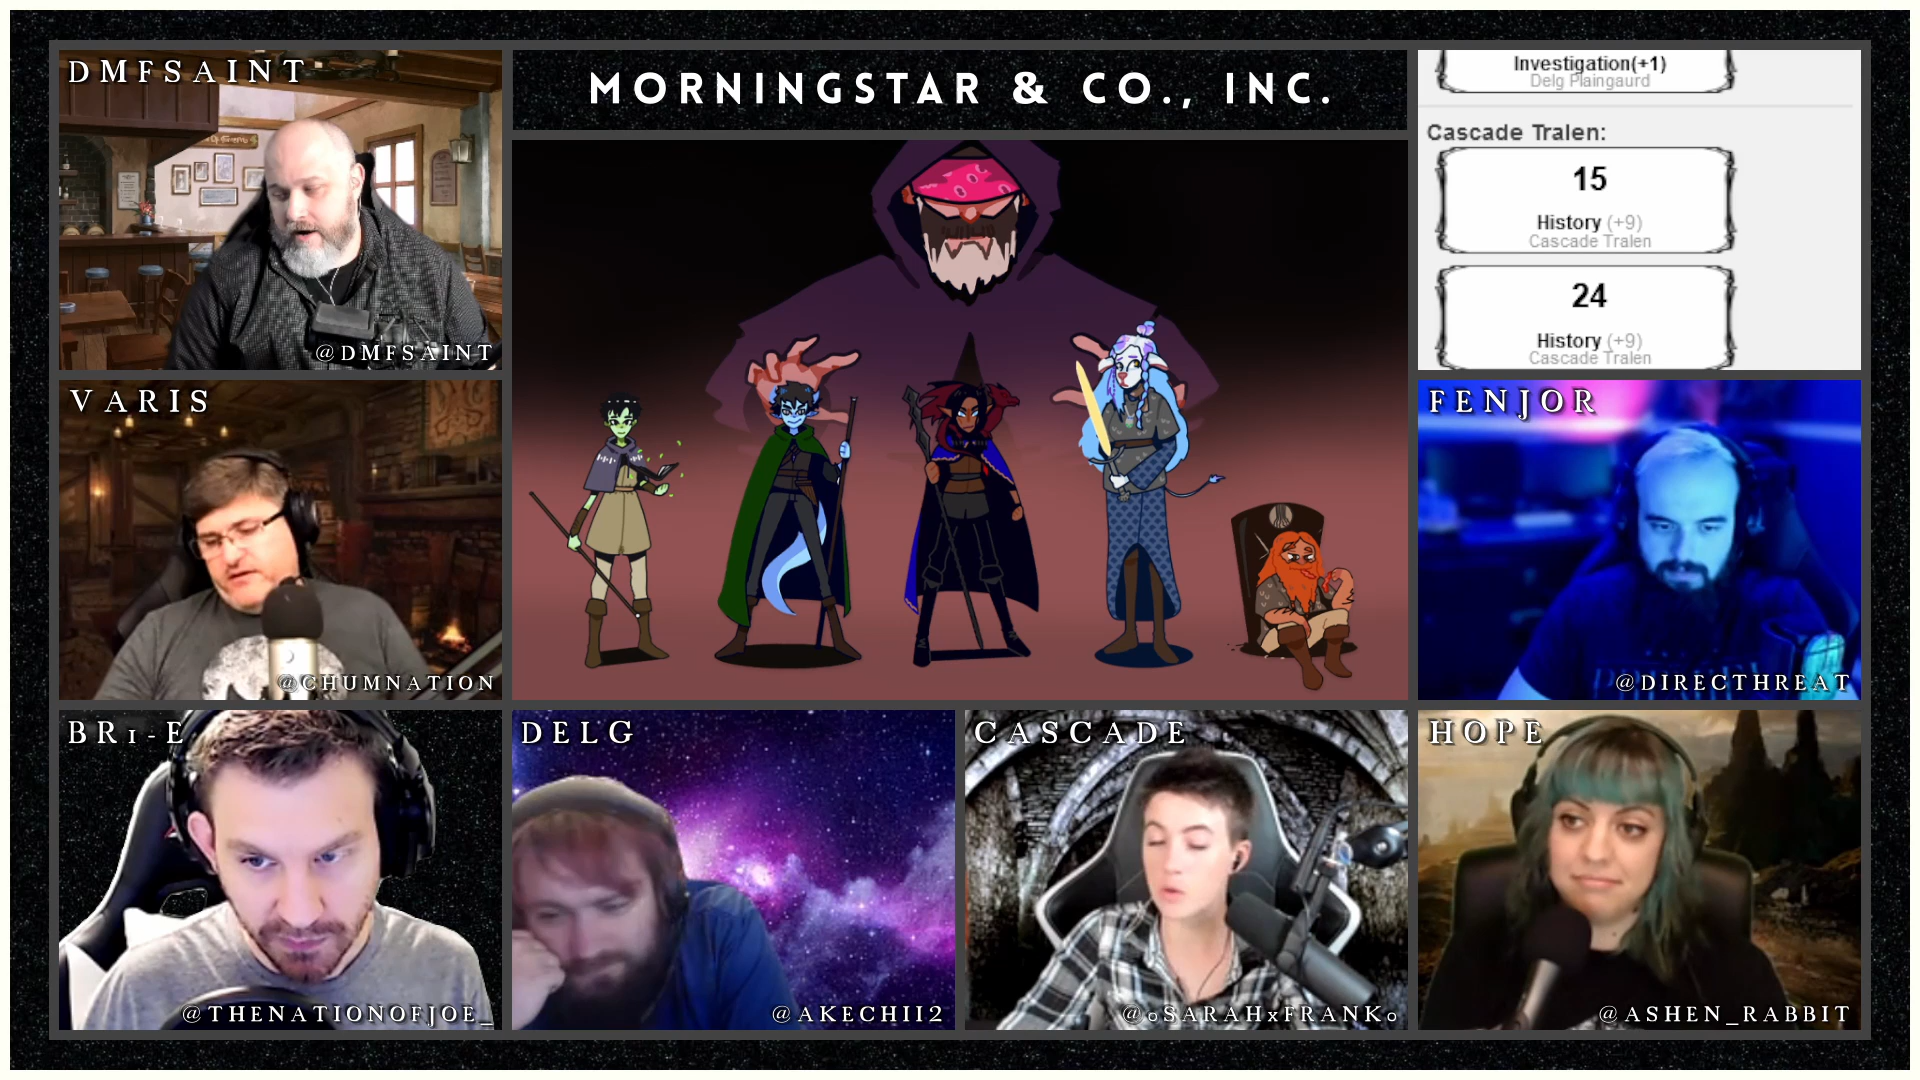 DMFSAINT
@DMFSAINT
MORNINGSTAR & CO., INC.
Investigation(+1)
Delg Plaingaurd
Cascade Tralen:
15
History (+9)
Cascade Tralen
24
History (+9)
Cascade Tralen
VARIS
@CHUMNATION
FENJOR
@DIRECTHREAT
BR1-E
@THENATIONOFJOE_
DELG
@AKECHII2
CASCADE
@oSARAHxFRANKo
HOPE
@ASHEN_RABBIT